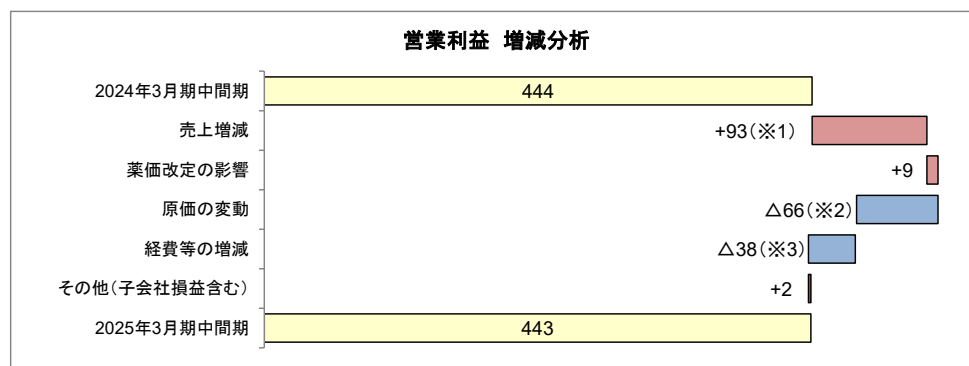 営業利益 増減分析
2024年3月期中間期 444
売上増減 +93(※1)
薬価改定の影響 +9
原価の変動 △66(※2)
経費等の増減 △38(※3)
その他(子会社損益含む) +2
2025年3月期中間期 443